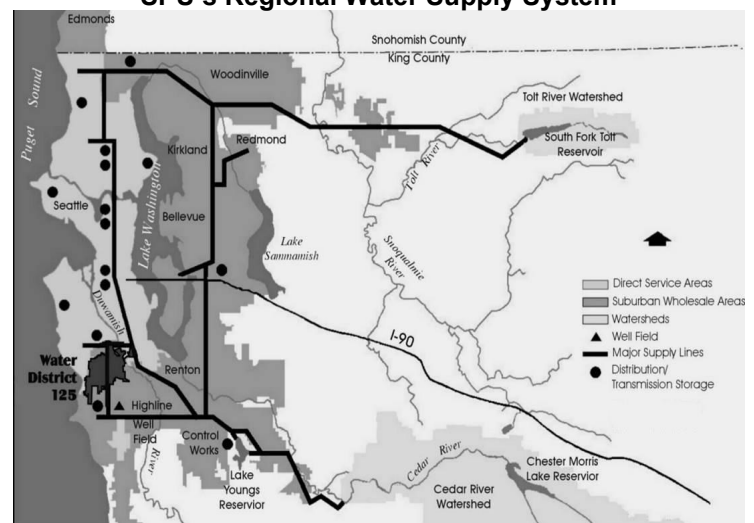 SPU's Regional Water Supply System
Edmonds
Snohomish County
King County
Woodinville
Puget Sound
Tolt River Watershed
Kirkland
Redmond
South Fork Tolt
Reservoir
Tolt River
Seattle
Lake Washington
Bellevue
Lake
Sammamish
Snoqualmie
River
Direct Service Areas
Suburban Wholesale Areas
Watersheds
Well Field
Major Supply Lines
Distribution/
Transmission Storage
Duwamish
I-90
Water
District
125
Renton
Highline
Well
Field
River
Control
Works
Lake
Youngs
Reservior
Cedar River
Chester Morris
Lake Reservior
Cedar River
Watershed